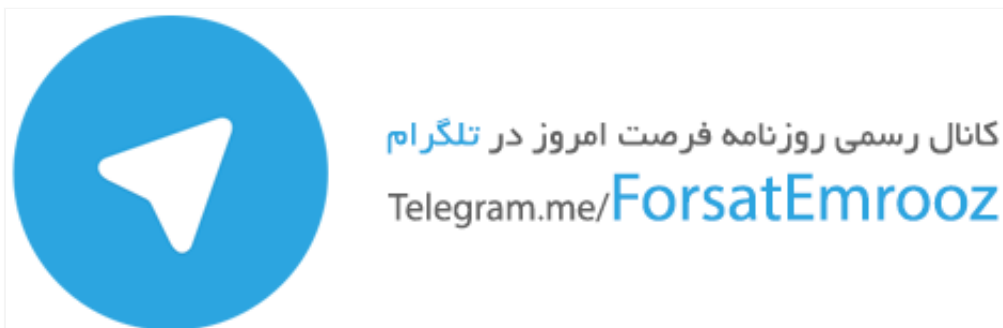 کانال رسمی روزنامه فرصت امروز در تلگرام
Telegram.me/ForsatEmrooz